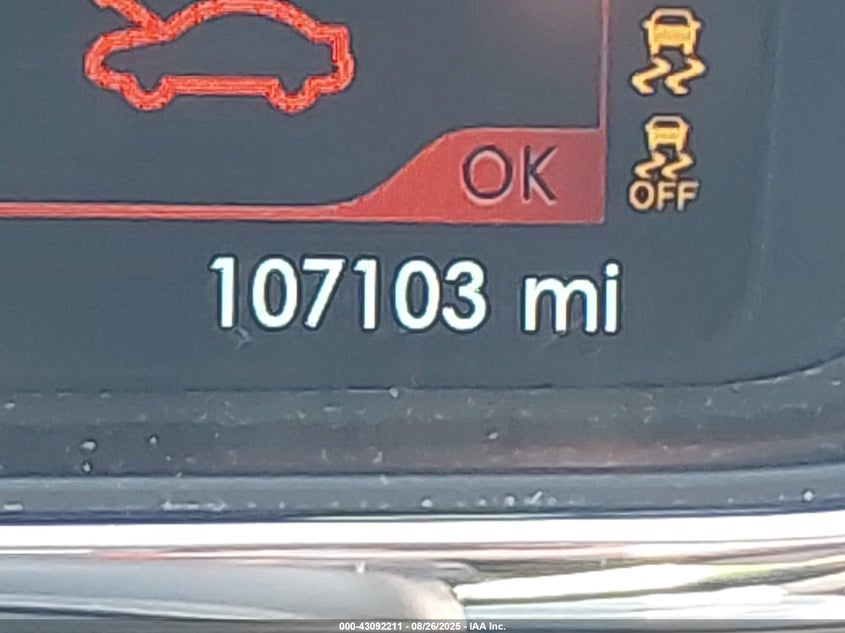 OK
OFF
107103 mi
000-43092211 - 08/26/2025 - IAA Inc.